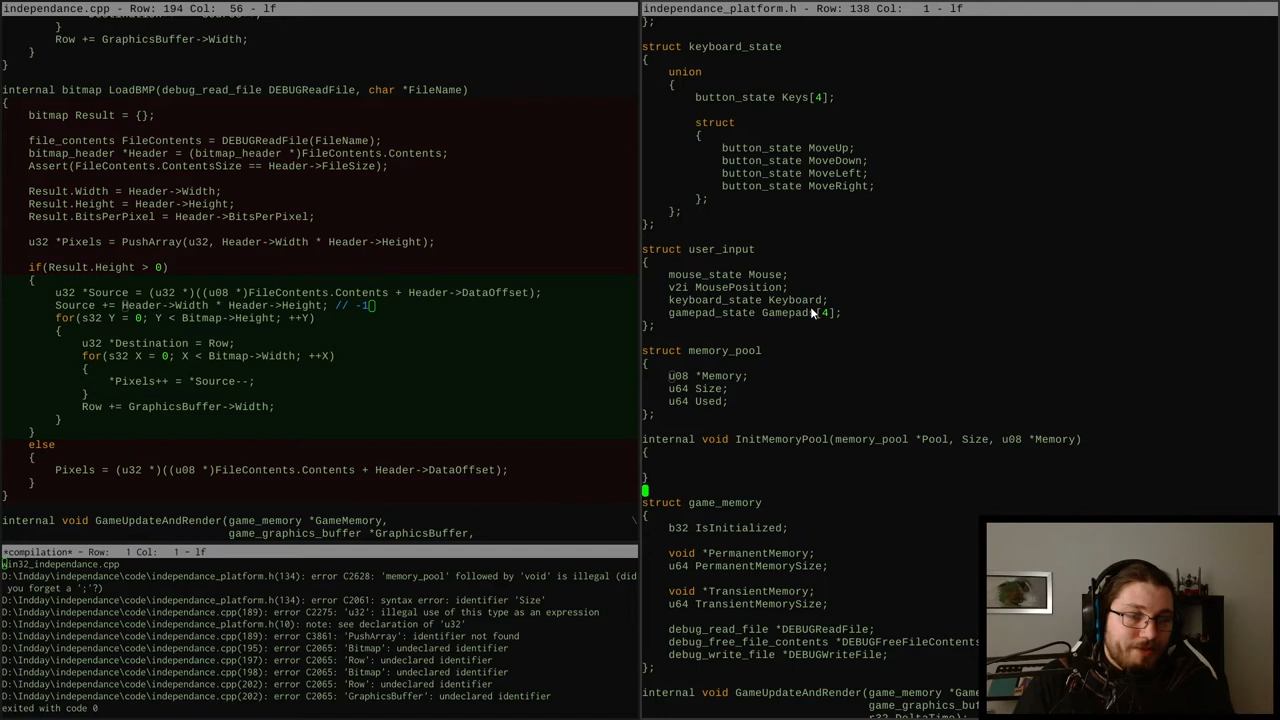 independance.cpp - Row: 194 Col:  56 - lf
}
Row += GraphicsBuffer->Width;
}
}
internal bitmap LoadBMP(debug_read_file DEBUGReadFile, char *FileName)
{
bitmap Result = {};
file_contents FileContents = DEBUGReadFile(FileName);
bitmap_header *Header = (bitmap_header *)FileContents.Contents;
Assert(FileContents.ContentsSize == Header->FileSize);
Result.Width = Header->Width;
Result.Height = Header->Height;
Result.BitsPerPixel = Header->BitsPerPixel;
u32 *Pixels = PushArray(u32, Header->Width * Header->Height);
if(Result.Height > 0)
{
u32 *Source = (u32 *)((u08 *)FileContents.Contents + Header->DataOffset);
Source += Header->Width * Header->Height; // -1
for(s32 Y = 0; Y < Bitmap->Height; ++Y)
{
u32 *Destination = Row;
for(s32 X = 0; X < Bitmap->Width; ++X)
{
*Pixels++ = *Source--;
}
Row += GraphicsBuffer->Width;
}
}
else
{
Pixels = (u32 *)((u08 *)FileContents.Contents + Header->DataOffset);
}
}
internal void GameUpdateAndRender(game_memory *GameMemory, \
game_graphics_buffer *GraphicsBuffer,
*compilation* - Row:   1 Col:   1 - lf
win32_independance.cpp
D:\Indday\independance\code\independance_platform.h(134): error C2628: 'memory_pool' followed by 'void' is illegal (did
you forget a ';'?)
D:\Indday\independance\code\independance_platform.h(134): error C2061: syntax error: identifier 'Size'
D:\Indday\independance\code\independance.cpp(189): error C2275: 'u32': illegal use of this type as an expression
D:\Indday\independance\code\independance_platform.h(10): note: see declaration of 'u32'
D:\Indday\independance\code\independance.cpp(189): error C3861: 'PushArray': identifier not found
D:\Indday\independance\code\independance.cpp(195): error C2065: 'Bitmap': undeclared identifier
D:\Indday\independance\code\independance.cpp(197): error C2065: 'Row': undeclared identifier
D:\Indday\independance\code\independance.cpp(198): error C2065: 'Bitmap': undeclared identifier
D:\Indday\independance\code\independance.cpp(202): error C2065: 'Row': undeclared identifier
D:\Indday\independance\code\independance.cpp(202): error C2065: 'GraphicsBuffer': undeclared identifier
exited with code 0
independance_platform.h - Row: 138 Col:   1 - lf
};
struct keyboard_state
{
union
{
button_state Keys[4];
struct
{
button_state MoveUp;
button_state MoveDown;
button_state MoveLeft;
button_state MoveRight;
};
};
};
struct user_input
{
mouse_state Mouse;
v2i MousePosition;
keyboard_state Keyboard;
gamepad_state Gamepads[4];
};
struct memory_pool
{
u08 *Memory;
u64 Size;
u64 Used;
};
internal void InitMemoryPool(memory_pool *Pool, Size, u08 *Memory)
{
}
struct game_memory
{
b32 IsInitialized;
void *PermanentMemory;
u64 PermanentMemorySize;
void *TransientMemory;
u64 TransientMemorySize;
debug_read_file *DEBUGReadFile;
debug_free_file_contents *DEBUGFreeFileContents
debug_write_file *DEBUGWriteFile;
};
internal void GameUpdateAndRender(game_memory *Game
game_graphics_buf
r32 DeltaTime);